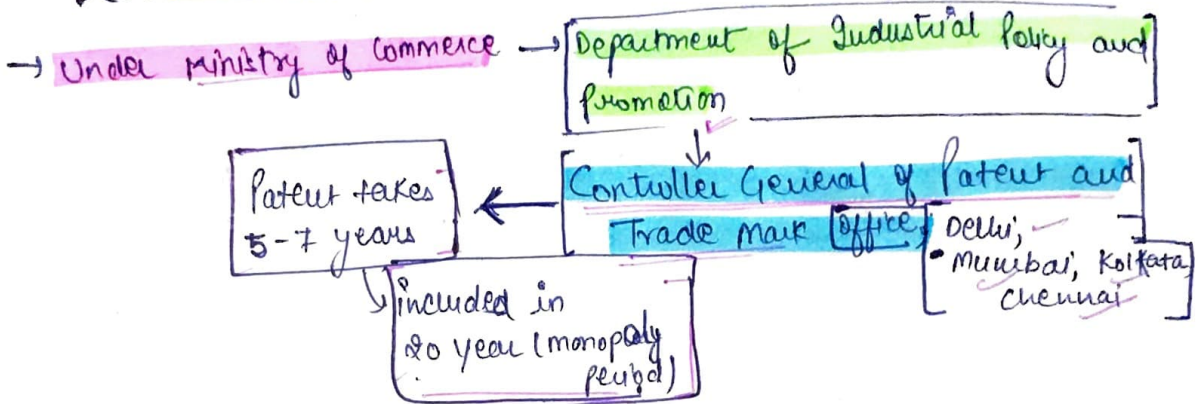 → Under ministry of Commerce → [Department of Industrial Policy and
Promotion]
↓
[Controller General of Patent and
Trade Mark office, [Delhi,
Mumbai, Kolkata,
Chennai]
← Patent takes
5-7 years
↳ included in
20 year (monopoly
period)